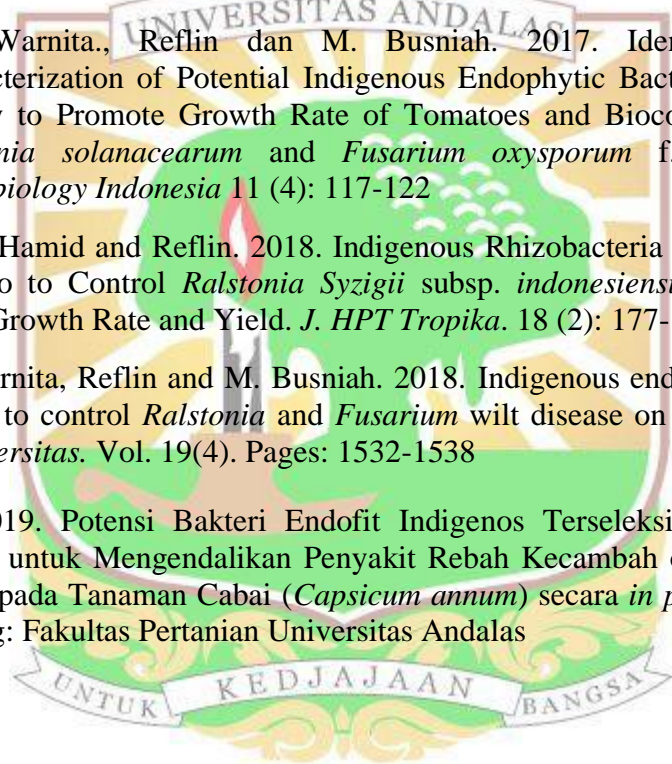 UNIVERSITAS ANDALAS
Warnita., Reflin dan M. Busniah. 2017. Iden
cterization of Potential Indigenous Endophytic Bact
y to Promote Growth Rate of Tomatoes and Bioco
nia solanacearum and Fusarium oxysporum f.
biology Indonesia 11 (4): 117-122
Hamid and Reflin. 2018. Indigenous Rhizobacteria
o to Control Ralstonia Syzigii subsp. indonesiensi
Growth Rate and Yield. J. HPT Tropika. 18 (2): 177-
rnita, Reflin and M. Busniah. 2018. Indigenous end
to control Ralstonia and Fusarium wilt disease on
ersitas. Vol. 19(4). Pages: 1532-1538
019. Potensi Bakteri Endofit Indigenos Terseleksi
untuk Mengendalikan Penyakit Rebah Kecambah
pada Tanaman Cabai (Capsicum annum) secara in p
g: Fakultas Pertanian Universitas Andalas
UNTUK KEDJAJAAN BANGSA